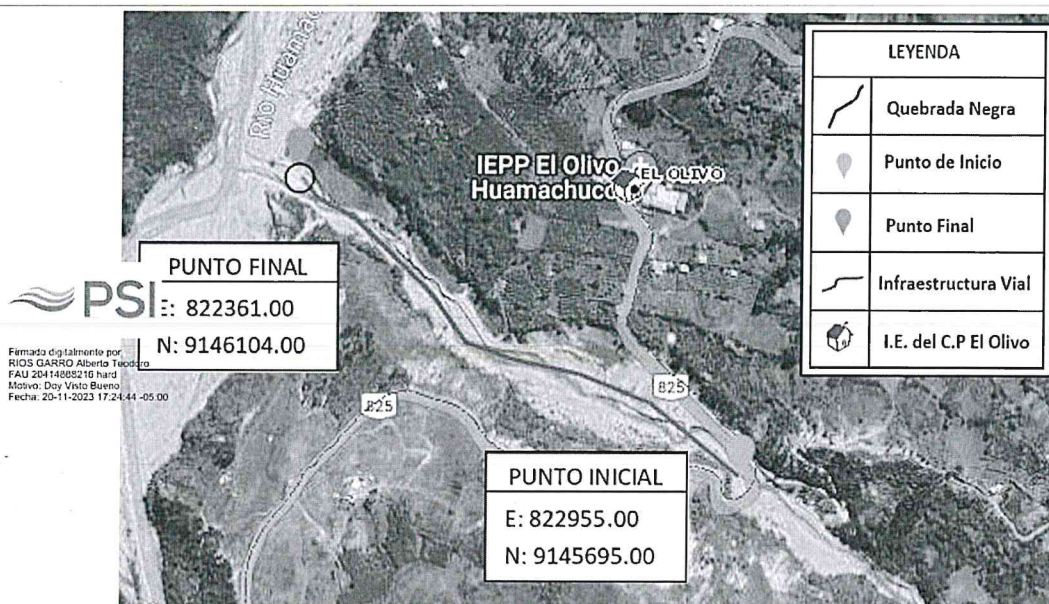 Río Huamac
IEPP El Olivo
Huamachuco
EL OLIVO
LEYENDA
Quebrada Negra
Punto de Inicio
Punto Final
Infraestructura Vial
I.E. del C.P El Olivo
PUNTO FINAL
E: 822361.00
N: 9146104.00
PSI
Firmado digitalmente por
RIOS GARRO Alberto Teodoro
FAU 20414868216 hard
Motivo: Doy Visto Bueno
Fecha: 20-11-2023 17:24:44 -05:00
825
825
PUNTO INICIAL
E: 822955.00
N: 9145695.00